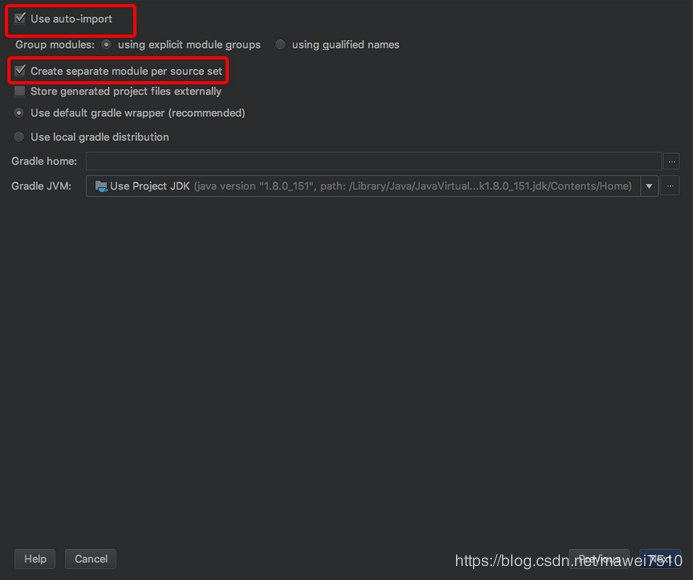 Use auto-import
Group modules: using explicit module groups using qualified names
Create separate module per source set
Store generated project files externally
Use default gradle wrapper (recommended)
Use local gradle distribution
Gradle home: ...
Gradle JVM: Use Project JDK (java version "1.8.0_151", path: /Library/Java/JavaVirtual...k1.8.0_151.jdk/Contents/Home) ...
Help Cancel Previous Next
https://blog.csdn.net/mawei7510